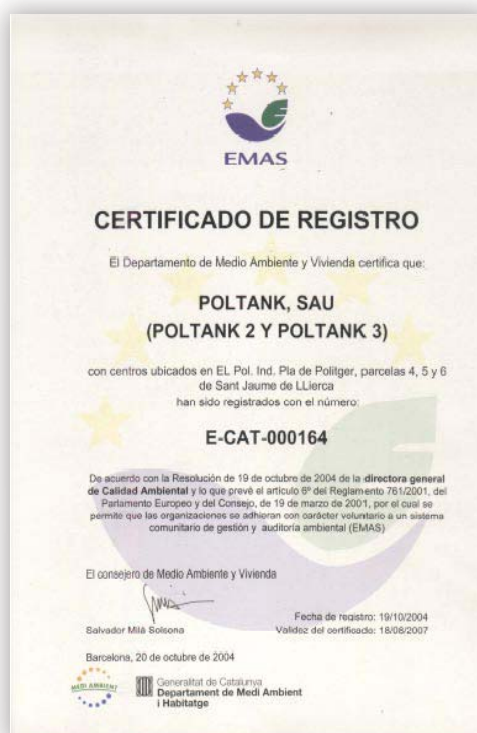 EMAS
CERTIFICADO DE REGISTRO
El Departamento de Medio Ambiente y Vivienda certifica que:
POLTANK, SAU
(POLTANK 2 Y POLTANK 3)
con centros ubicados en EL Pol. Ind. Pla de Politger, parcelas 4, 5 y 6
de Sant Jaume de LLierca
han sido registrados con el número:
E-CAT-000164
De acuerdo con la Resolución de 19 de octubre de 2004 de la directora general
de Calidad Ambiental y lo que prevé el artículo 6º del Reglamento 761/2001, del
Parlamento Europeo y del Consejo, de 19 de marzo de 2001, por el cual se
permite que las organizaciones se adhieran con carácter voluntario a un sistema
comunitario de gestión y auditoría ambiental (EMAS)
El consejero de Medio Ambiente y Vivienda
Salvador Milà Solsona
Fecha de registro: 19/10/2004
Validez del certificado: 18/06/2007
Barcelona, 20 de octubre de 2004
MEDI AMBIENT
Generalitat de Catalunya
Departament de Medi Ambient
i Habitatge